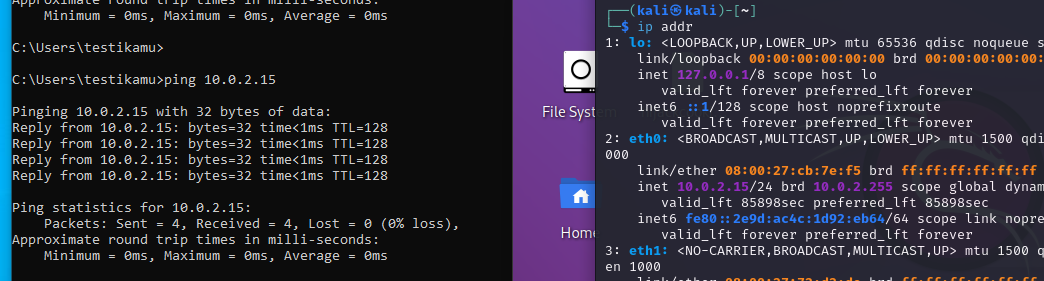 Approximate round trip times in milli-seconds:
    Minimum = 0ms, Maximum = 0ms, Average = 0ms
C:\Users\testikamu>
C:\Users\testikamu>ping 10.0.2.15
Pinging 10.0.2.15 with 32 bytes of data:
Reply from 10.0.2.15: bytes=32 time<1ms TTL=128
Reply from 10.0.2.15: bytes=32 time<1ms TTL=128
Reply from 10.0.2.15: bytes=32 time<1ms TTL=128
Reply from 10.0.2.15: bytes=32 time<1ms TTL=128
Ping statistics for 10.0.2.15:
    Packets: Sent = 4, Received = 4, Lost = 0 (0% loss),
Approximate round trip times in milli-seconds:
    Minimum = 0ms, Maximum = 0ms, Average = 0ms
File System
Home
(kali㉿kali)-[~]
$ ip addr
1: lo: <LOOPBACK,UP,LOWER_UP> mtu 65536 qdisc noqueue s
    link/loopback 00:00:00:00:00:00 brd 00:00:00:00:00:
    inet 127.0.0.1/8 scope host lo
       valid_lft forever preferred_lft forever
    inet6 ::1/128 scope host noprefixroute
       valid_lft forever preferred_lft forever
2: eth0: <BROADCAST,MULTICAST,UP,LOWER_UP> mtu 1500 qdi
000
    link/ether 08:00:27:cb:7e:f5 brd ff:ff:ff:ff:ff:ff
    inet 10.0.2.15/24 brd 10.0.2.255 scope global dynam
       valid_lft 85898sec preferred_lft 85898sec
    inet6 fe80::2e9d:ac4c:1d92:eb64/64 scope link nopre
       valid_lft forever preferred_lft forever
3: eth1: <NO-CARRIER,BROADCAST,MULTICAST,UP> mtu 1500 q
en 1000